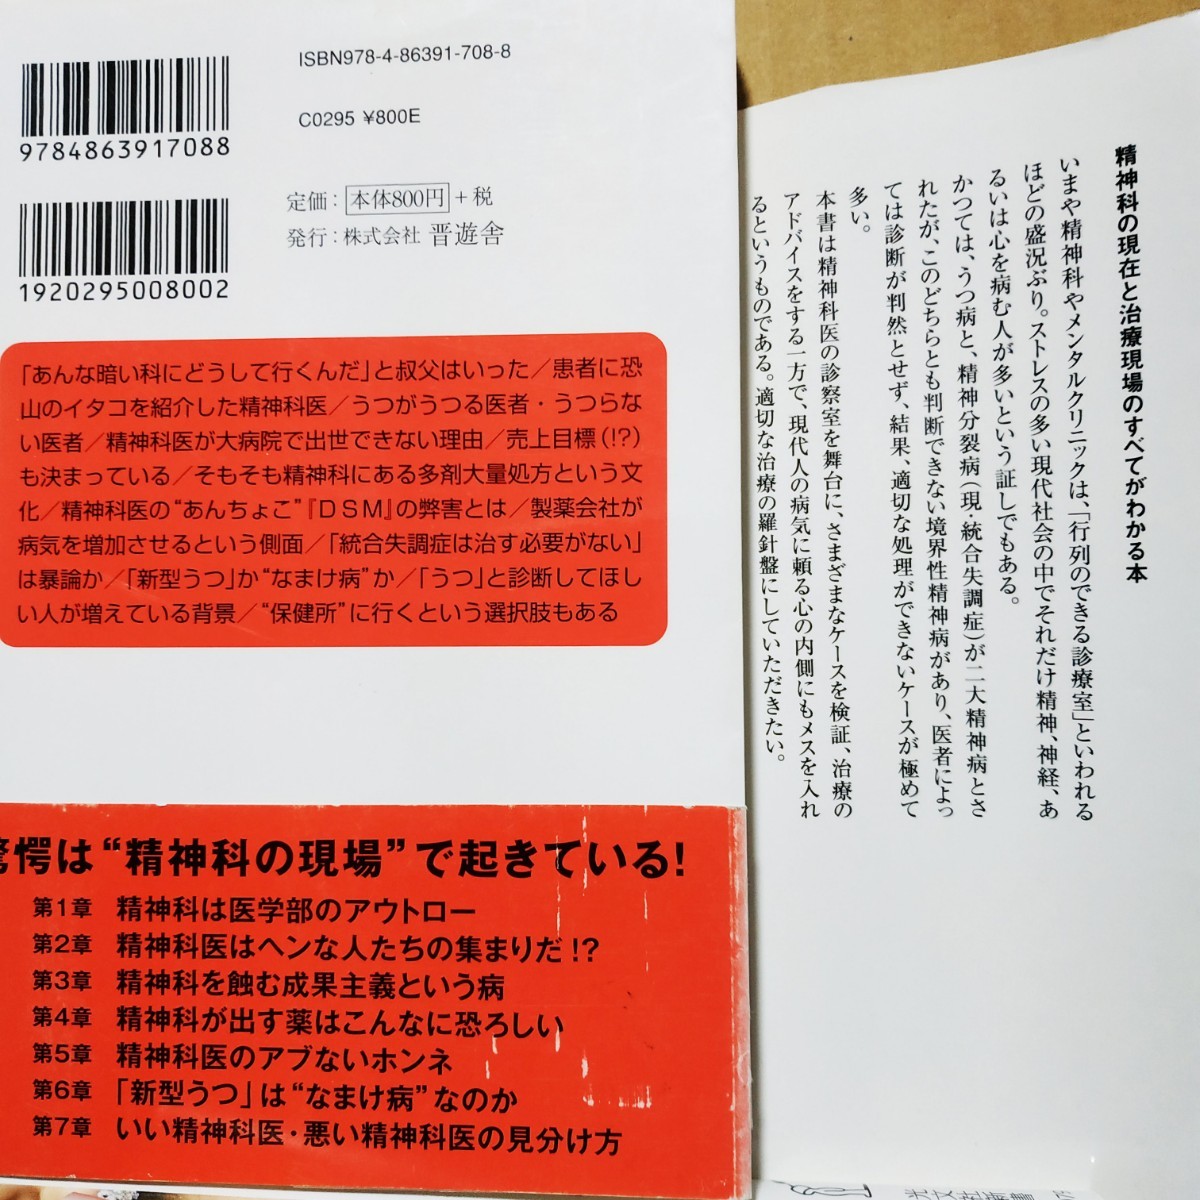 ISBN978-4-86391-708-8
C0295 ¥800E
9784863917088
1920295008002
定価：本体800円＋税
発行：株式会社 晋遊舎
「あんな暗い科にどうして行くんだ」と叔父はいった／患者に恐
山のイタコを紹介した精神科医／うつがうつる医者・うつらな
い医者／精神科医が大病院で出世できない理由／売上目標(!?)
も決まっている／そもそも精神科にある多剤大量処方という文
化／精神科医の“あんちょこ”『DSM』の弊害とは／製薬会社が
病気を増加させるという側面／「統合失調症は治す必要がない」
は暴論か／「新型うつ」か“なまけ病”か／「うつ」と診断してほし
い人が増えている背景／“保健所”に行くという選択肢もある
驚愕は“精神科の現場”で起きている!
第1章 精神科は医学部のアウトロー
第2章 精神科医はヘンな人たちの集まりだ!?
第3章 精神科を蝕む成果主義という病
第4章 精神科が出す薬はこんなに恐ろしい
第5章 精神科医のアブないホンネ
第6章 「新型うつ」は“なまけ病”なのか
第7章 いい精神科医・悪い精神科医の見分け方
精神科の現在と治療現場のすべてがわかる本
いまや精神科やメンタルクリニックは、「行列のできる診療室」といわれる
ほどの盛況ぶり。ストレスの多い現代社会の中でそれだけ精神、神経、あ
るいは心を病む人が多いという証しでもある。
かつては、うつ病と、精神分裂病（現・統合失調症）が二大精神病とさ
れたが、このどちらとも判断できない境界性精神病があり、医者によっ
ては診断が判然とせず、結果、適切な処理ができないケースが極めて
多い。
本書は精神科医の診察室を舞台に、さまざまなケースを検証、治療の
アドバイスをする一方で、現代人の病気に頼る心の内側にもメスを入れ
るというものである。適切な治療の羅針盤にしていただきたい。